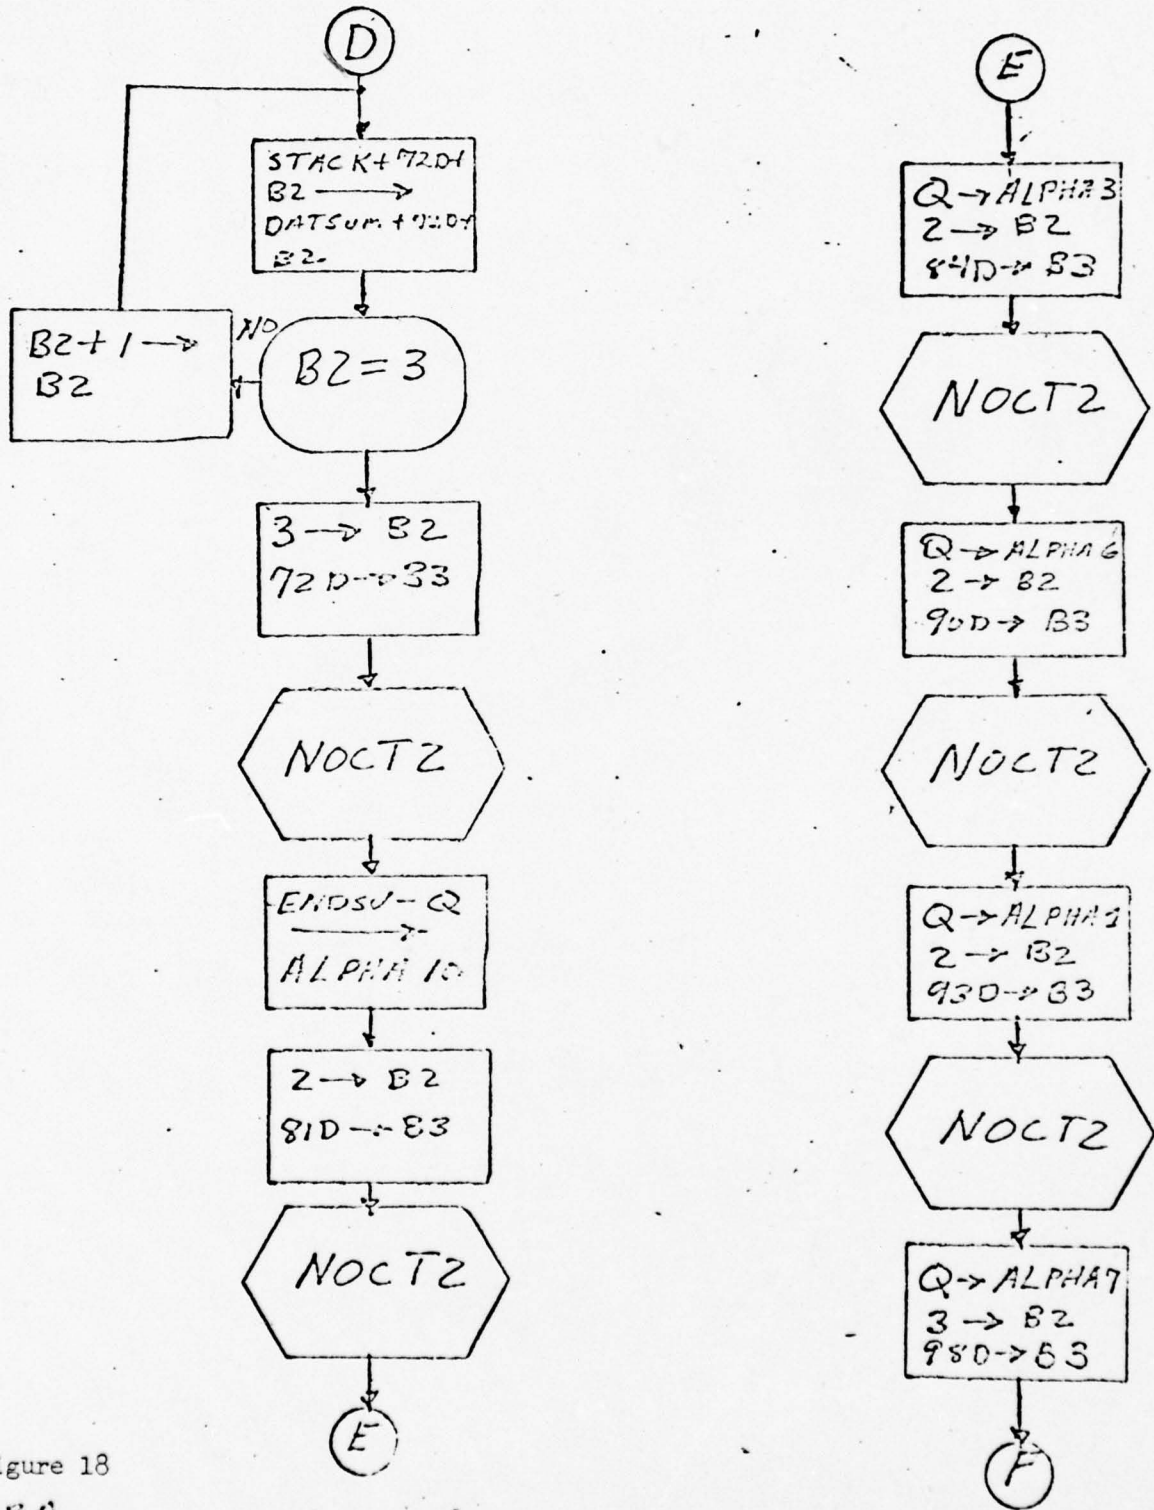 D
STACK+72D+
B2 →
DATSUM+72D+
B2
B2+1 →
B2
NO
B2=3
3 → B2
72D → B3
NOCT2
ENDSU-Q
→
ALPHA 10
2 → B2
81D → B3
NOCT2
E
E
Q → ALPHA3
2 → B2
84D → B3
NOCT2
Q → ALPHA6
2 → B2
90D → B3
NOCT2
Q → ALPHA
2 → B2
93D → B3
NOCT2
Q → ALPHA7
3 → B2
98D → B3
F
igure 18